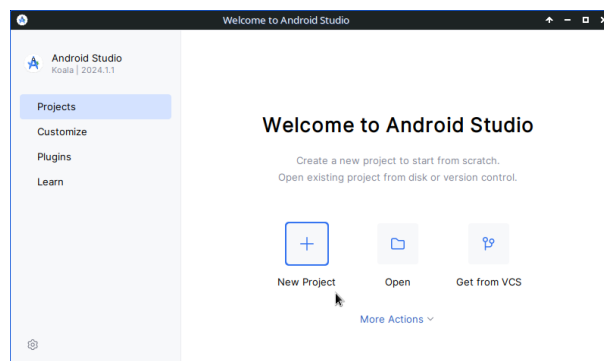 Welcome to Android Studio
Android Studio
Koala | 2024.1.1
Projects
Customize
Plugins
Learn
Welcome to Android Studio
Create a new project to start from scratch.
Open existing project from disk or version control.
New Project
Open
Get from VCS
More Actions